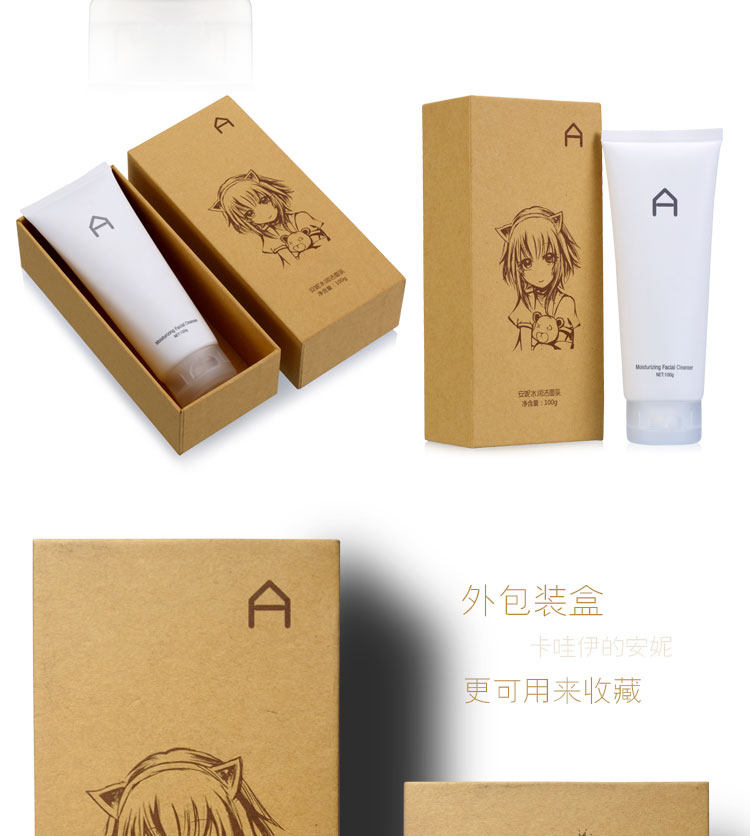 A
A
Moisturizing Facial Cleanser
NET:100g
安妮水润洁面乳
净含量：100g
A
A
Moisturizing Facial Cleanser
NET:100g
安妮水润洁面乳
净含量：100g
A
外包装盒
卡哇伊的安妮
更可用来收藏